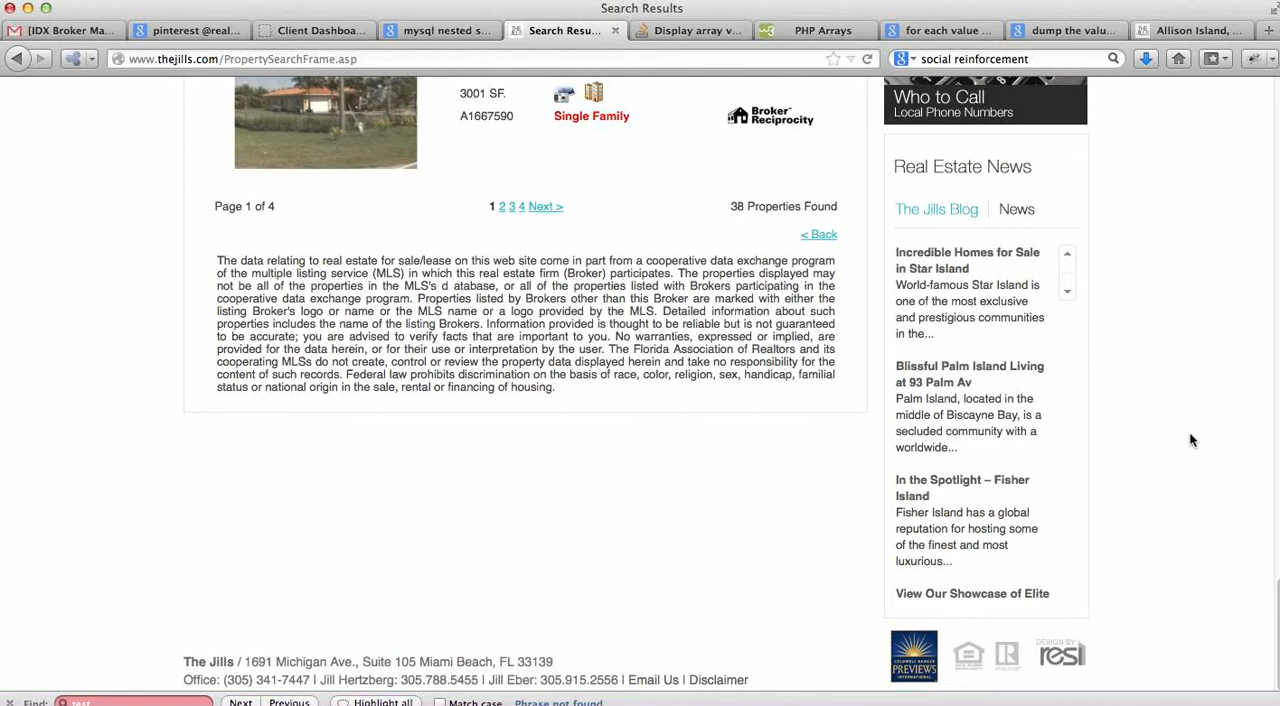 Search Results
[IDX Broker Ma...
pinterest @real...
Client Dashboa...
mysql nested s...
Search Resu...
Display array v...
PHP Arrays
for each value ...
dump the valu...
Allison Island, ...
www.thejills.com/PropertySearchFrame.asp
social reinforcement
3001 SF.
A1667590
Single Family
Broker
Reciprocity
Page 1 of 4
1 2 3 4 Next >
38 Properties Found
< Back
The data relating to real estate for sale/lease on this web site come in part from a cooperative data exchange program
of the multiple listing service (MLS) in which this real estate firm (Broker) participates. The properties displayed may
not be all of the properties in the MLS's d atabase, or all of the properties listed with Brokers participating in the
cooperative data exchange program. Properties listed by Brokers other than this Broker are marked with either the
listing Broker's logo or name or the MLS name or a logo provided by the MLS. Detailed information about such
properties includes the name of the listing Brokers. Information provided is thought to be reliable but is not guaranteed
to be accurate; you are advised to verify facts that are important to you. No warranties, expressed or implied, are
provided for the data herein, or for their use or interpretation by the user. The Florida Association of Realtors and its
cooperating MLSs do not create, control or review the property data displayed herein and take no responsibility for the
content of such records. Federal law prohibits discrimination on the basis of race, color, religion, sex, handicap, familial
status or national origin in the sale, rental or financing of housing.
Who to Call
Local Phone Numbers
Real Estate News
The Jills Blog
News
Incredible Homes for Sale
in Star Island
World-famous Star Island is
one of the most exclusive
and prestigious communities
in the...
Blissful Palm Island Living
at 93 Palm Av
Palm Island, located in the
middle of Biscayne Bay, is a
secluded community with a
worldwide...
In the Spotlight – Fisher
Island
Fisher Island has a global
reputation for hosting some
of the finest and most
luxurious...
View Our Showcase of Elite
COLDWELL BANKER
PREVIEWS
INTERNATIONAL
DESIGN BY
resi
The Jills / 1691 Michigan Ave., Suite 105 Miami Beach, FL 33139
Office: (305) 341-7447 | Jill Hertzberg: 305.788.5455 | Jill Eber: 305.915.2556 | Email Us | Disclaimer
Find:
test
Next
Previous
Highlight all
Match case
Phrase not found